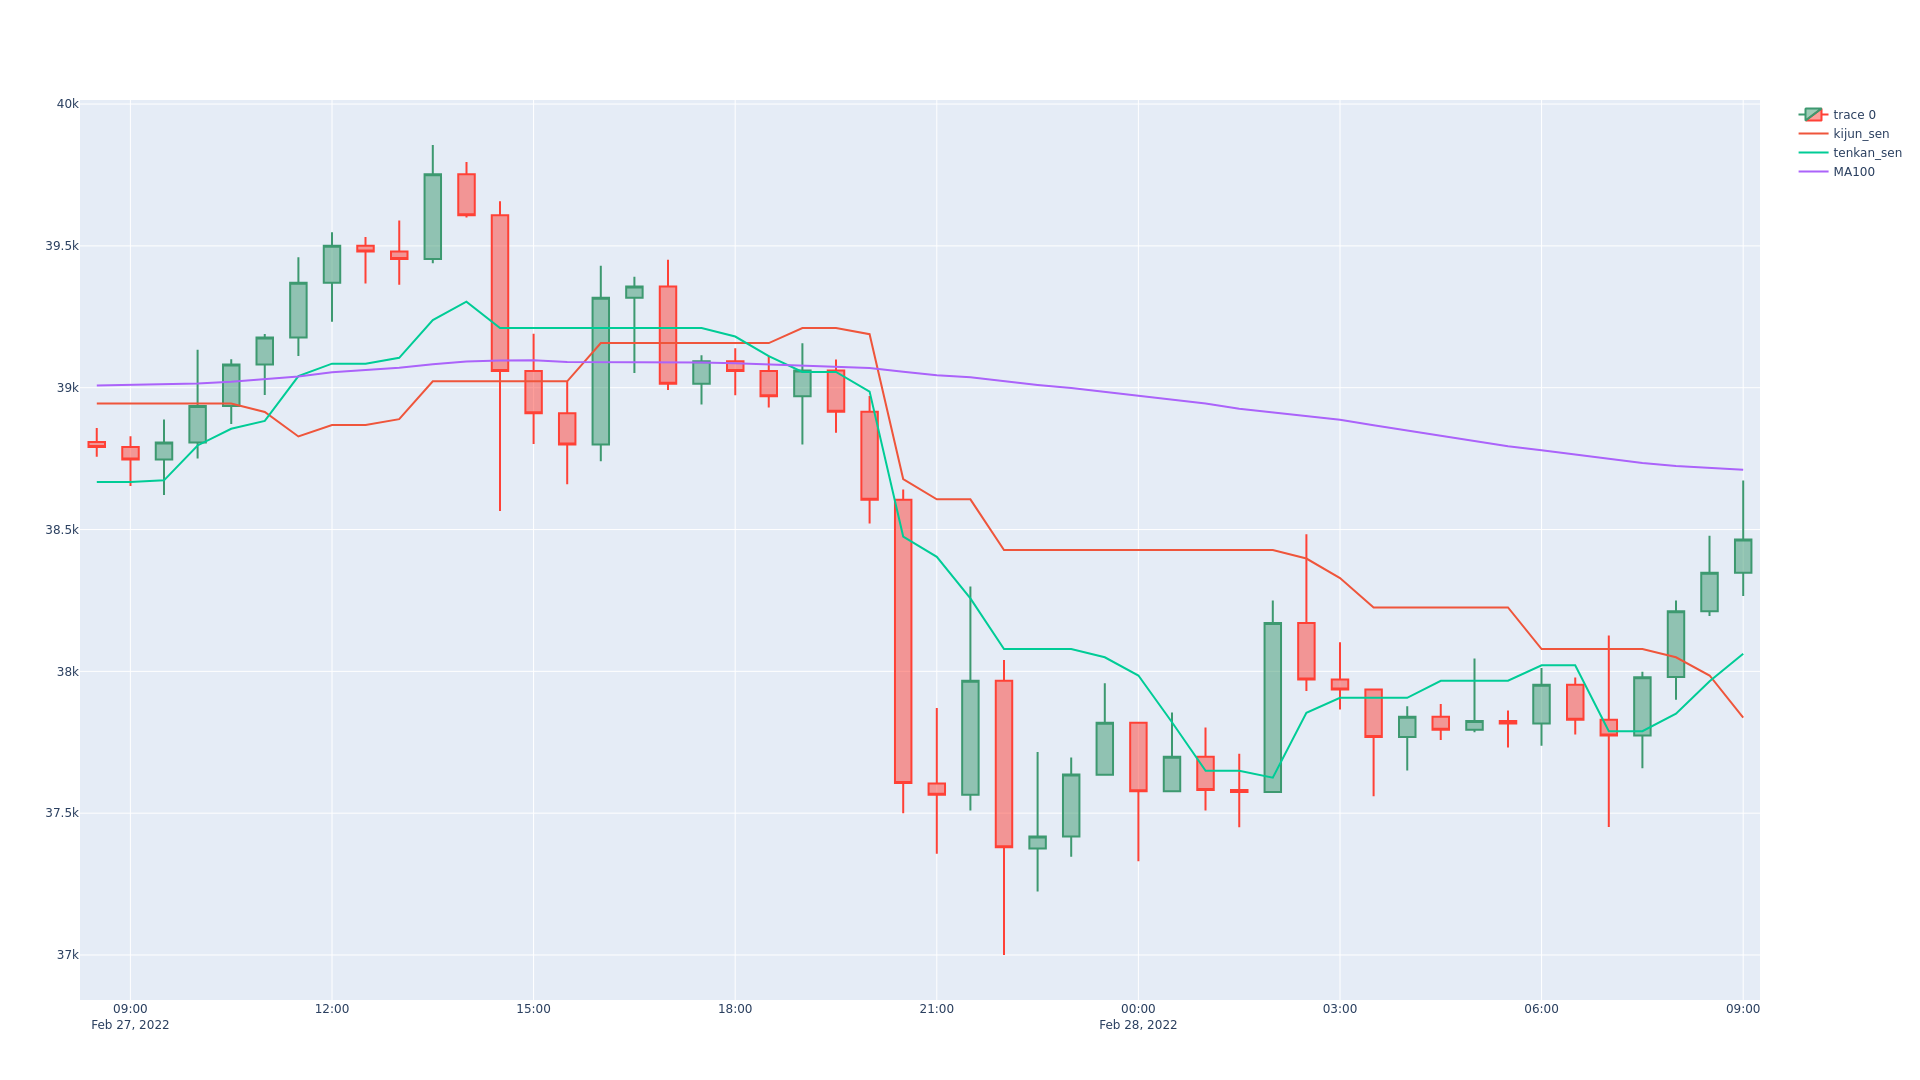 40k
39.5k
39k
38.5k
38k
37.5k
37k
09:00 12:00 15:00 18:00 21:00 00:00 03:00 06:00 09:00
Feb 27, 2022 Feb 28, 2022
trace 0
kijun_sen
tenkan_sen
MA100